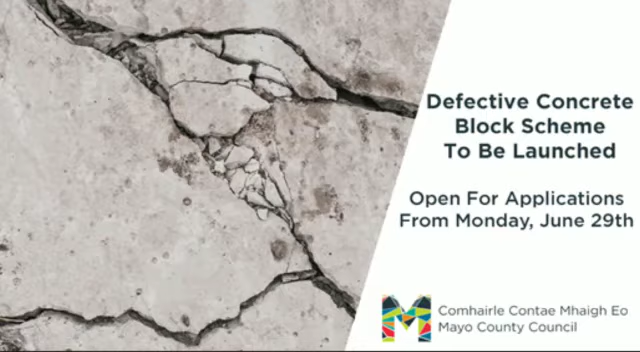 Defective Concrete
Block Scheme
To Be Launched
Open For Applications
From Monday, June 29th
Comhairle Contae Mhaigh Eo
Mayo County Council